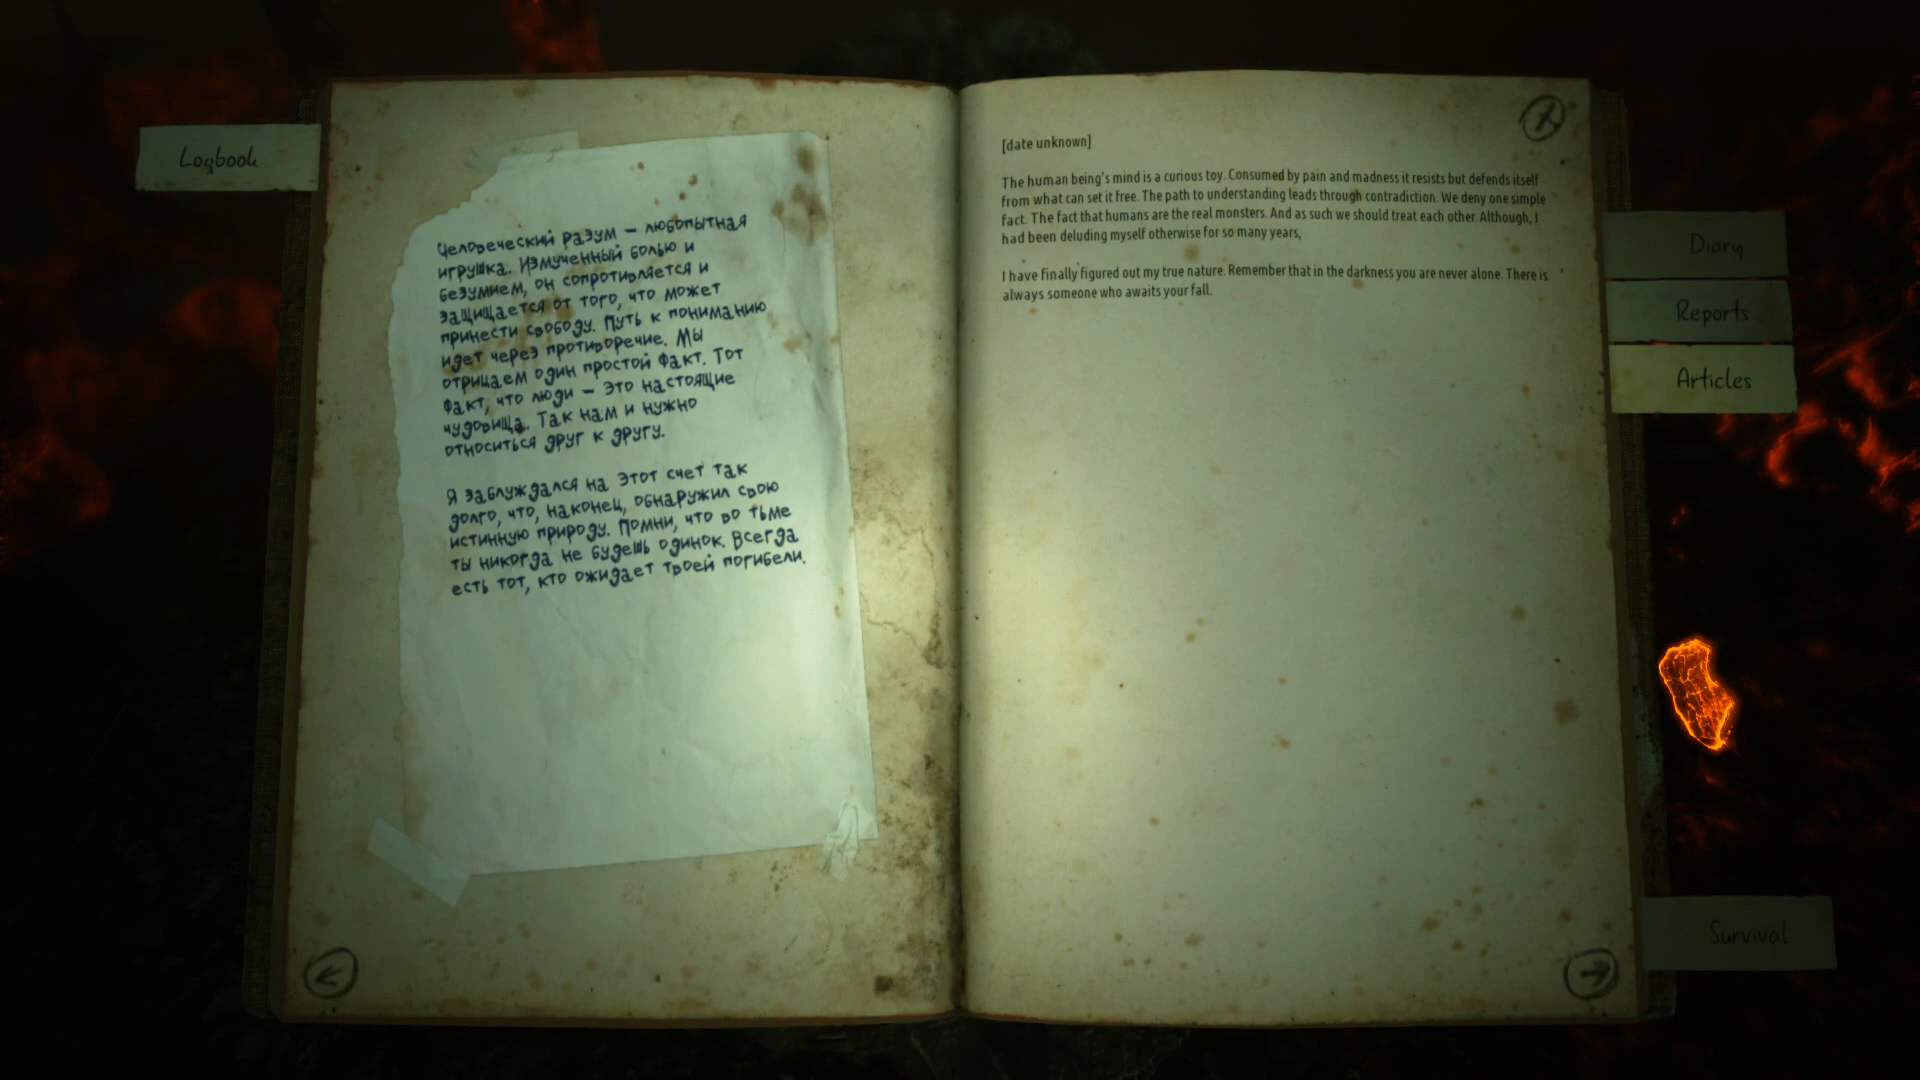 Logbook
Человеческий разум – любопытная
игрушка. Измученный болью и
безумием, он сопротивляется и
защищается от того, что может
принести свободу. Путь к пониманию
идет через противоречие. Мы
отрицаем один простой факт. Тот
факт, что люди – это настоящие
чудовища. Так нам и нужно
относиться друг к другу.
Я заблуждался на этот счет так
долго, что, наконец, обнаружил свою
истинную природу. Помни, что во тьме
ты никогда не будешь одинок. Всегда
есть тот, кто ожидает твоей погибели.
[date unknown]
The human being's mind is a curious toy. Consumed by pain and madness it resists but defends itself
from what can set it free. The path to understanding leads through contradiction. We deny one simple
fact. The fact that humans are the real monsters. And as such we should treat each other. Although, I
had been deluding myself otherwise for so many years,
I have finally figured out my true nature. Remember that in the darkness you are never alone. There is
always someone who awaits your fall.
Diary
Reports
Articles
Survival